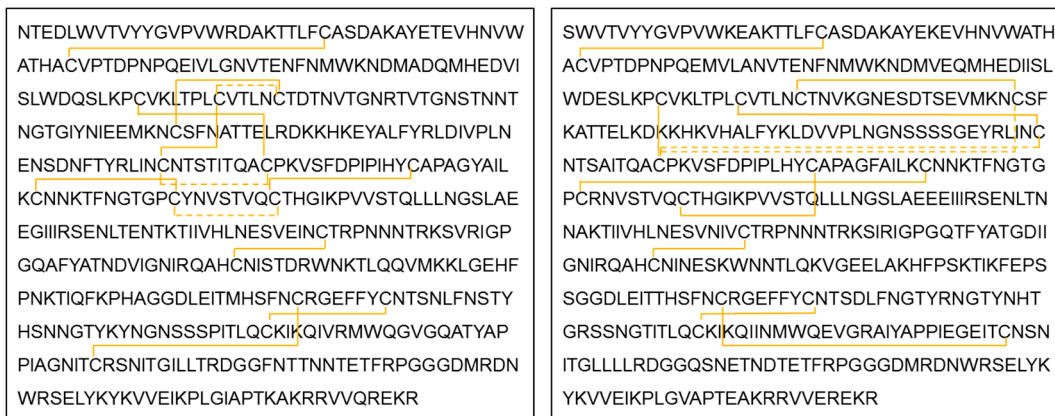 NTEDLWVTVYYGVPVWRDAKTTLFCASDAKAYETEVHNVW
ATHACVPTDPNPQEIVLGNVTENFNMWKNDMADQMHEDVI
SLWDQSLKPCVKLTPLCVTLNCTDTNVTGNRTVTGNSTNNT
NGTGIYNIEEMKNCSFNATTELRDKKHKEYALFYRLDIVPLN
ENSDNFTYRLINCNTSTITQACPKVSFDPIPIHYCAPAGYAIL
KCNNKTFNGTGPCYNVSTVQCTHGIKPVVSTQLLLNGSLAE
EGIIIRSENLTENTKTIIVHLNESVEINCTRPNNNTRKSVRIGP
GQAFYATNDVIGNIRQAHCNISTDRWNKTLQQVMKKLGEHF
PNKTIQFKPHAGGDLEITMHSFNCRGEFFYCNTSNLFNSTY
HSNNGTYKYNGNSSSPITLQCKIKQIVRMWQGVGQATYAP
PIAGNITCRSNITGILLTRDGGFNTTNNTETFRPGGGDMRDN
WRSELYKYKVVEIKPLGIAPTKAKRRVVQREKR
SWVTVYYGVPVWKEAKTTLFCASDAKAYEKEVHNVWATH
ACVPTDPNPQEMVLANVTENFNMWKNDMVEQMHEDIISL
WDESLKPCVKLTPLCVTLNCTNVKGNESDTSEVMKNCSF
KATTELKDKKHKVHALFYKLDVVPLNGNSSSSGEYRLINC
NTSAITQACPKVSFDPIPLHYCAPAGFAILKCNNKTFNGTG
PCRNVSTVQCTHGIKPVVSTQLLLNGSLAEEEIIIRSENLTN
NAKTIIVHLNESVNIVCTRPNNNTRKSIRIGPGQTFYATGDII
GNIRQAHCNINESKWNNTLQKVGEELAKHFPSKTIKFEPS
SGGDLEITTHSFNCRGEFFYCNTSDLFNGTYRNGTYNHT
GRSSNGTITLQCKIKQIINMWQEVGRAIYAPPIEGEITCNSN
ITGLLLLRDGGQSNETNDTETFRPGGGDMRDNWRSELYK
YKVVEIKPLGVAPTEAKRRVVEREKR